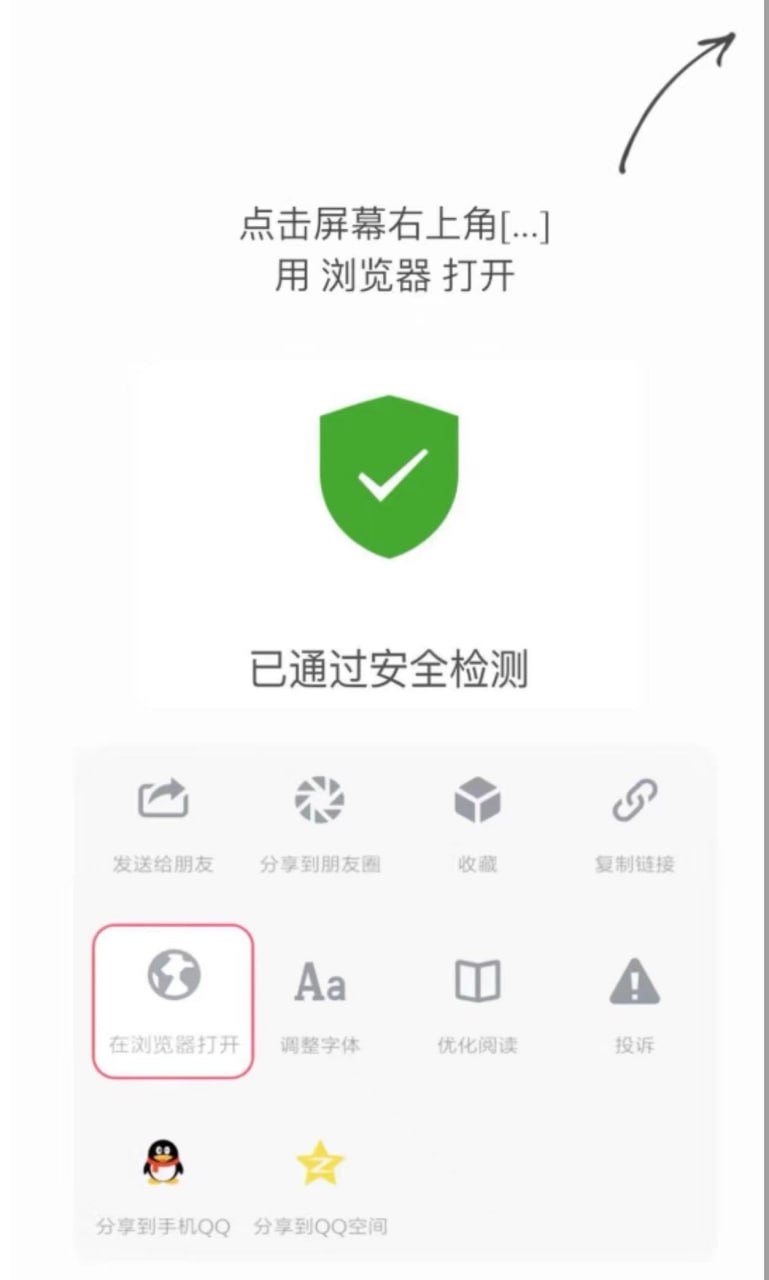 点击屏幕右上角[...]
用 浏览器 打开
已通过安全检测
发送给朋友 分享到朋友圈 收藏 复制链接
在浏览器打开 Aa 调整字体 优化阅读 投诉
分享到手机QQ 分享到QQ空间